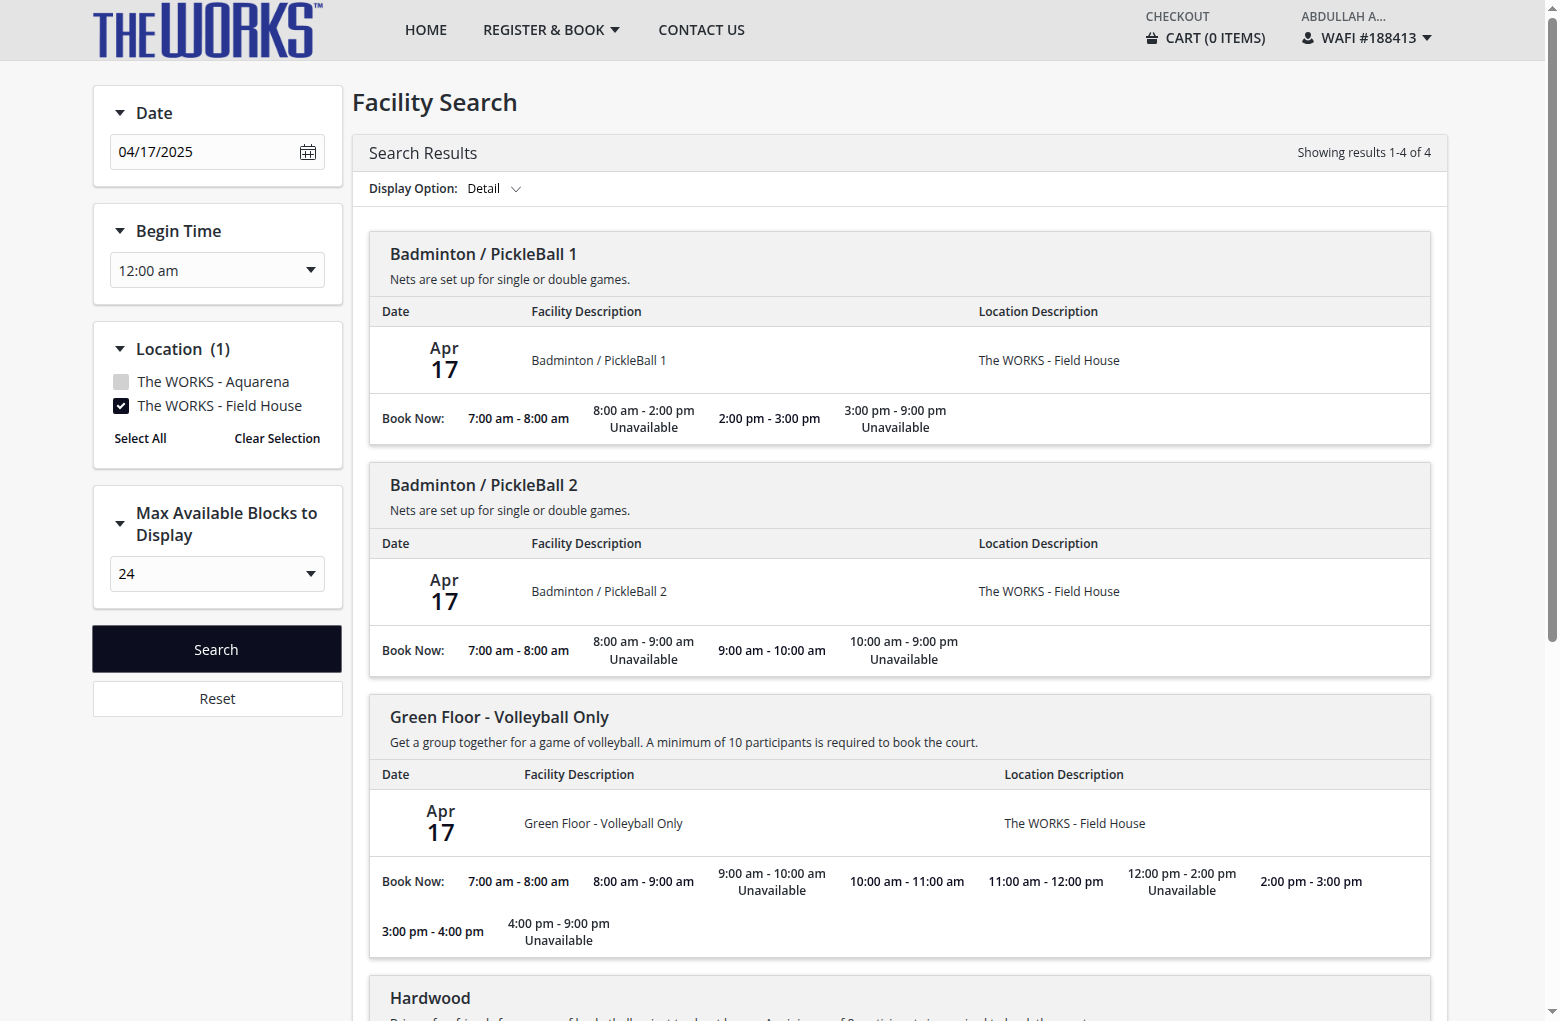 THE WORKS™
HOME
REGISTER & BOOK
CONTACT US
CHECKOUT
CART (0 ITEMS)
ABDULLAH A...
WAFI #188413
Date
04/17/2025
Begin Time
12:00 am
Location (1)
The WORKS - Aquarena
The WORKS - Field House
Select All
Clear Selection
Max Available Blocks to
Display
24
Search
Reset
Facility Search
Search Results
Showing results 1-4 of 4
Display Option: Detail
Badminton / PickleBall 1
Nets are set up for single or double games.
Date Facility Description Location Description
Apr
17
Badminton / PickleBall 1
The WORKS - Field House
Book Now:
7:00 am - 8:00 am
8:00 am - 2:00 pm
Unavailable
2:00 pm - 3:00 pm
3:00 pm - 9:00 pm
Unavailable
Badminton / PickleBall 2
Nets are set up for single or double games.
Date Facility Description Location Description
Apr
17
Badminton / PickleBall 2
The WORKS - Field House
Book Now:
7:00 am - 8:00 am
8:00 am - 9:00 am
Unavailable
9:00 am - 10:00 am
10:00 am - 9:00 pm
Unavailable
Green Floor - Volleyball Only
Get a group together for a game of volleyball. A minimum of 10 participants is required to book the court.
Date Facility Description Location Description
Apr
17
Green Floor - Volleyball Only
The WORKS - Field House
Book Now:
7:00 am - 8:00 am
8:00 am - 9:00 am
9:00 am - 10:00 am
Unavailable
10:00 am - 11:00 am
11:00 am - 12:00 pm
12:00 pm - 2:00 pm
Unavailable
2:00 pm - 3:00 pm
3:00 pm - 4:00 pm
4:00 pm - 9:00 pm
Unavailable
Hardwood